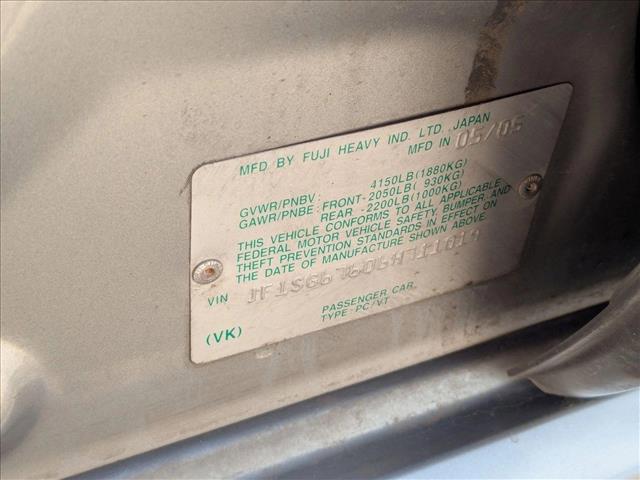 MFD BY FUJI HEAVY IND. LTD. JAPAN
MFD IN 05/05
GVWR/PNBV: 4150LB(1880KG)
GAWR/PNBE: FRONT-2050LB( 930KG)
REAR -2200LB(1000KG)
THIS VEHICLE CONFORMS TO ALL APPLICABLE
FEDERAL MOTOR VEHICLE SAFETY, BUMPER, AND
THEFT PREVENTION STANDARDS IN EFFECT ON
THE DATE OF MANUFACTURE SHOWN ABOVE.
VIN
PASSENGER CAR
(VK) TYPE: PC/VT